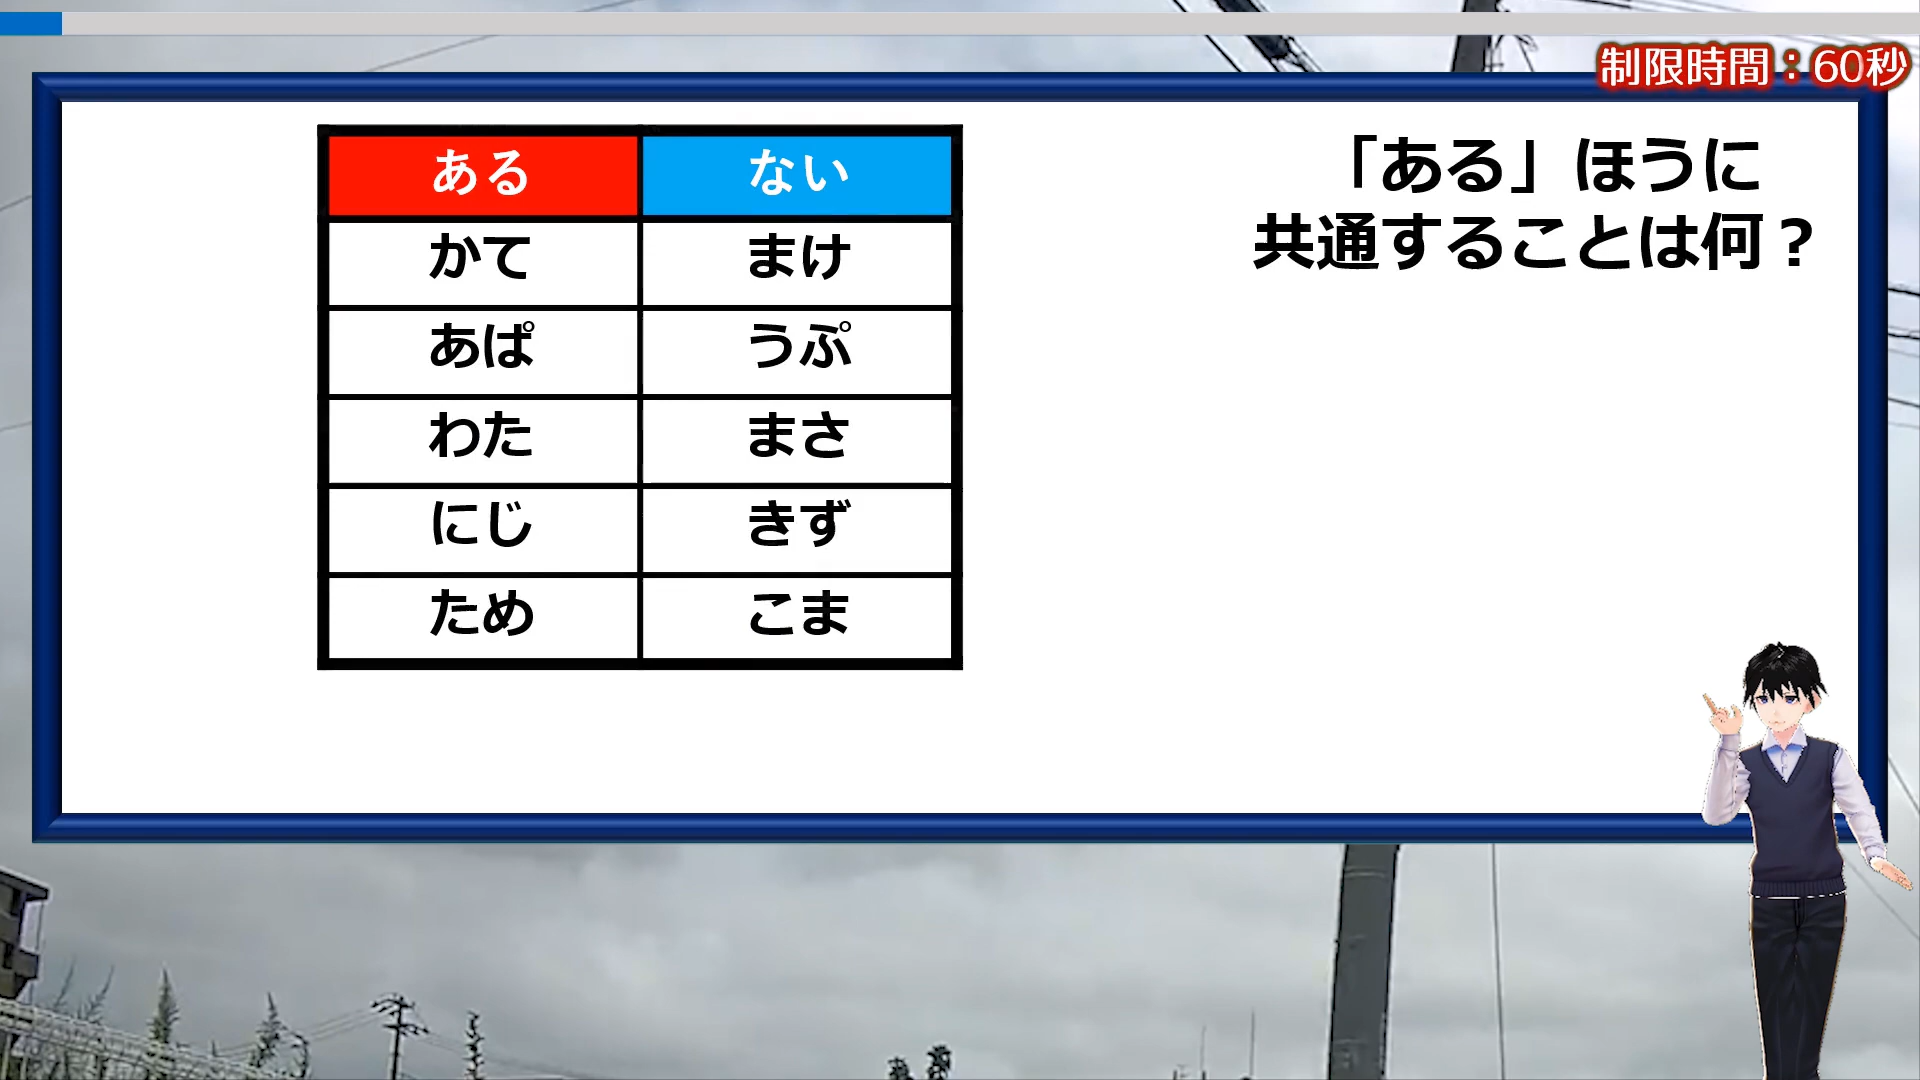 制限時間：60秒
「ある」ほうに
共通することは何？
ある ない
かて まけ
あぱ うぷ
わた まさ
にじ きず
ため こま